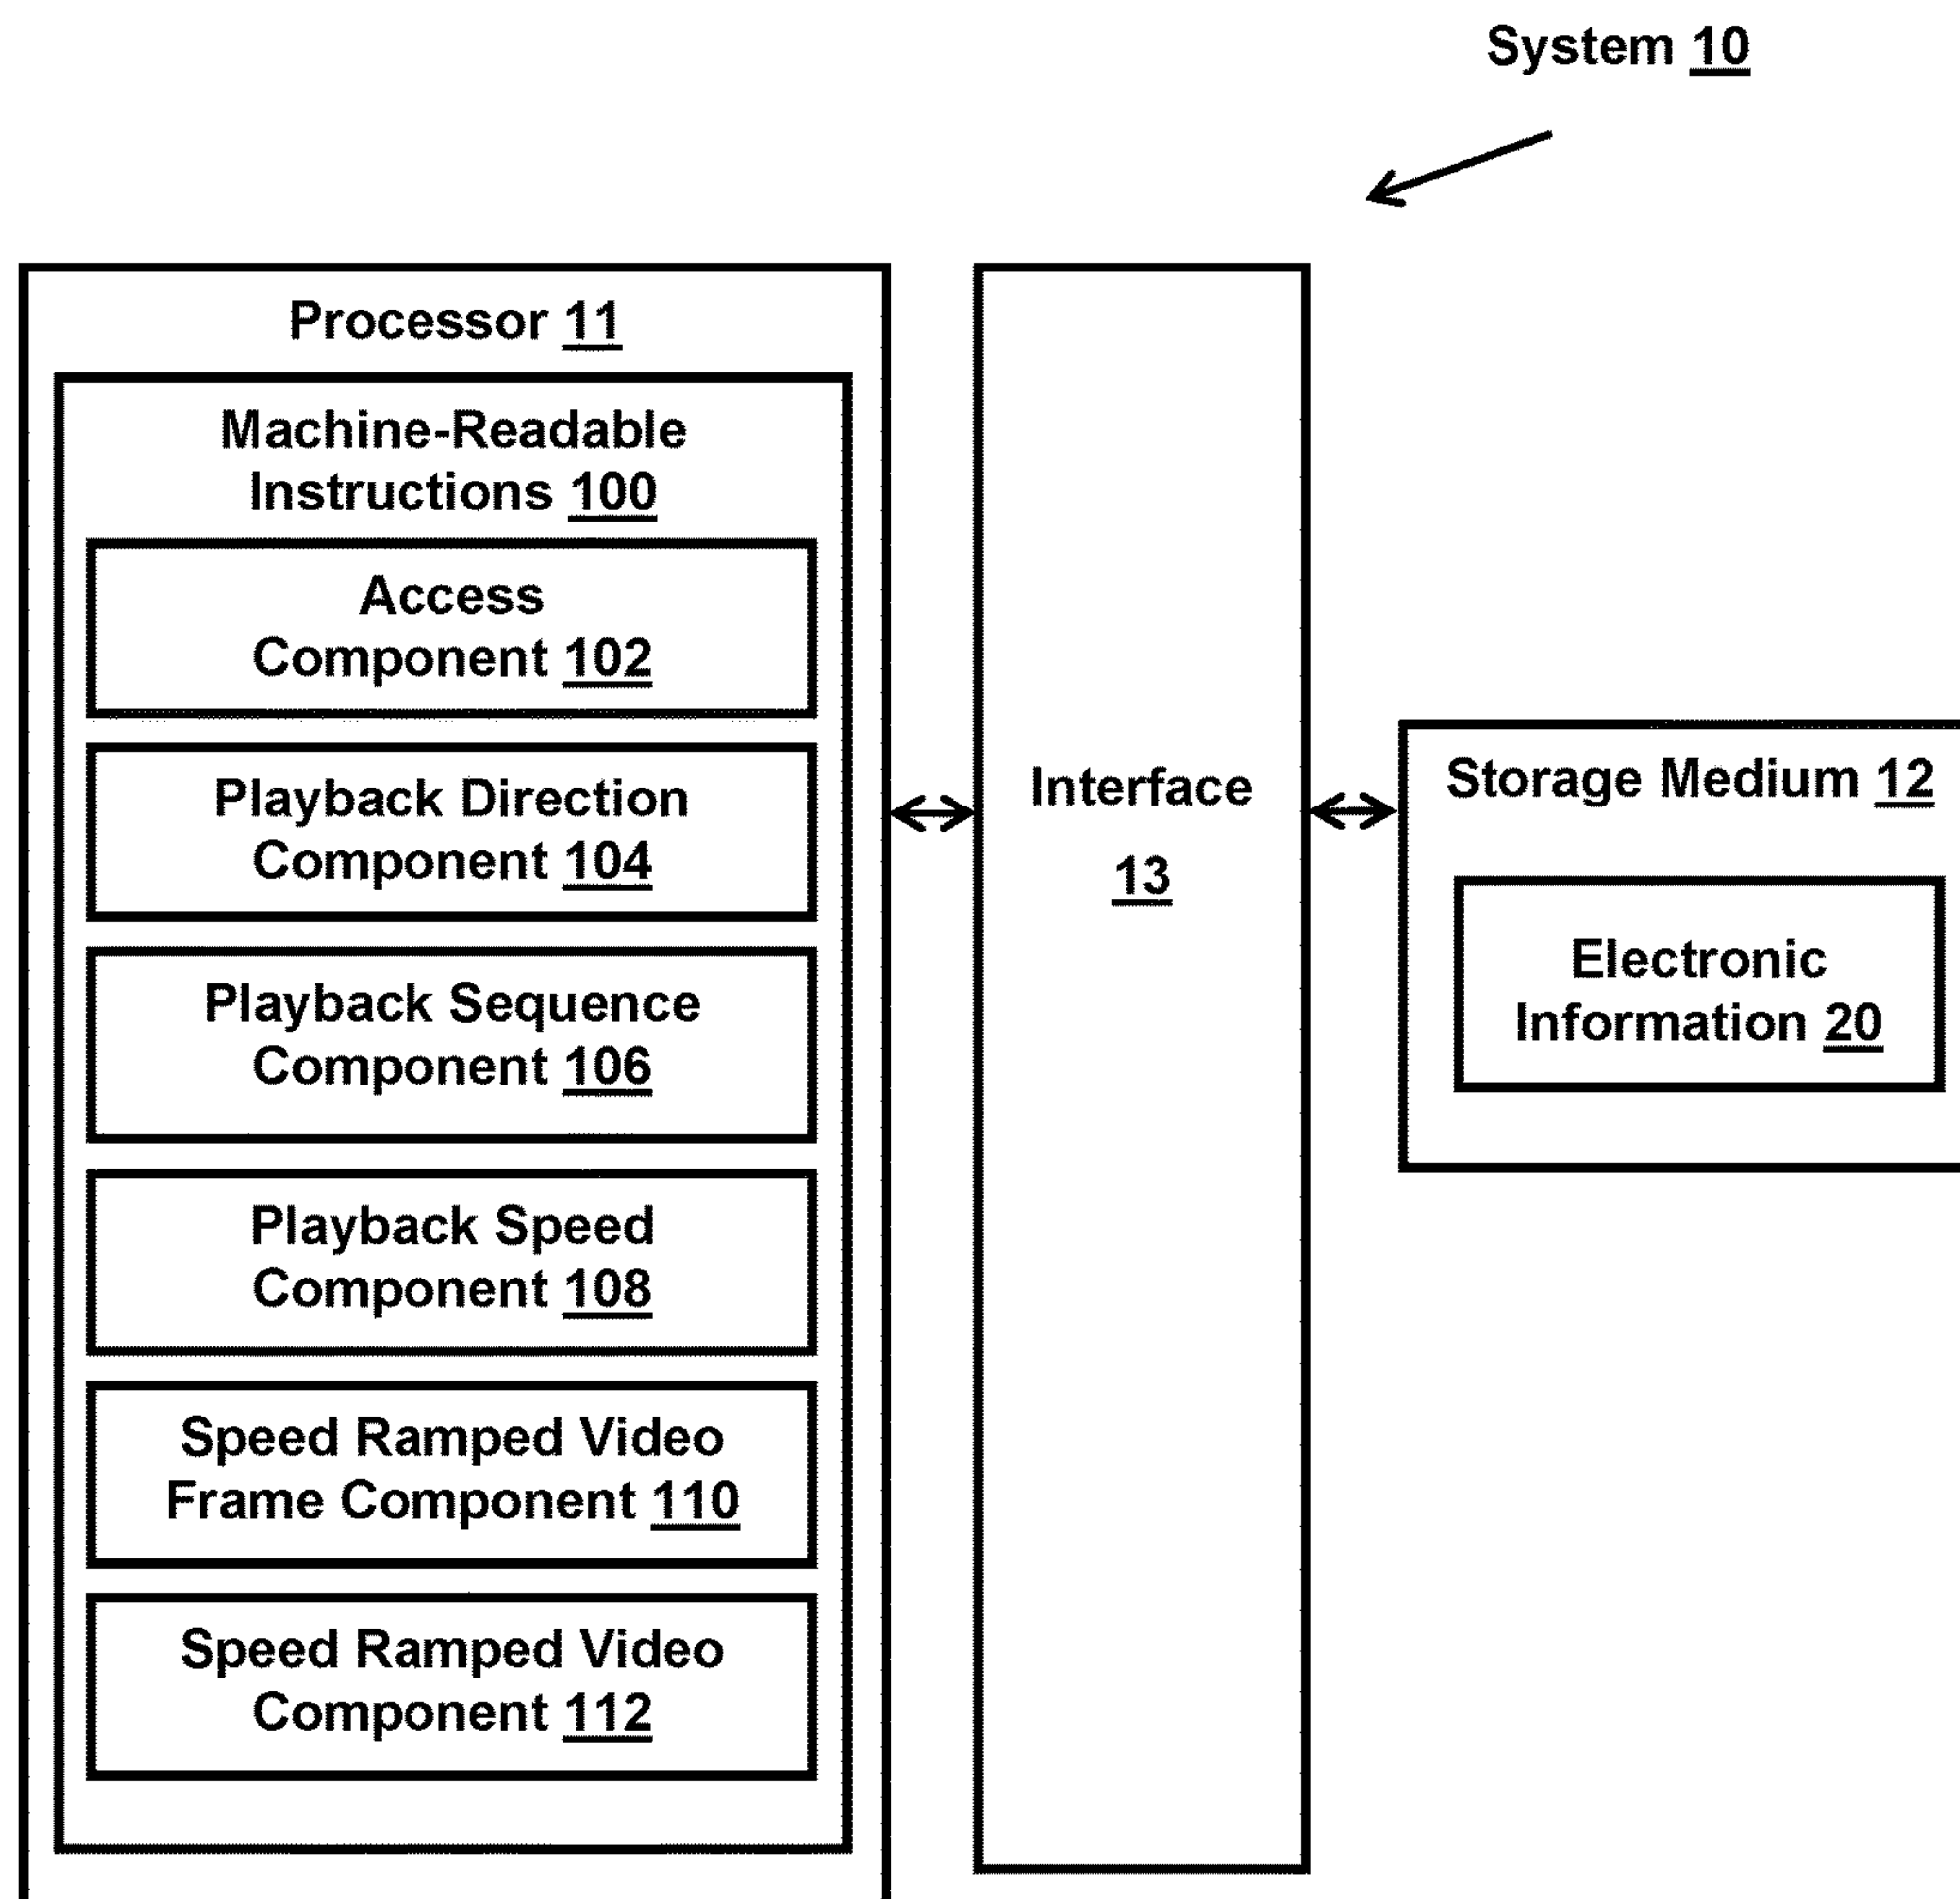 System 10
Processor 11
Machine-Readable
Instructions 100
Access
Component 102
Playback Direction
Component 104
Playback Sequence
Component 106
Playback Speed
Component 108
Speed Ramped Video
Frame Component 110
Speed Ramped Video
Component 112
Interface
13
Storage Medium 12
Electronic
Information 20